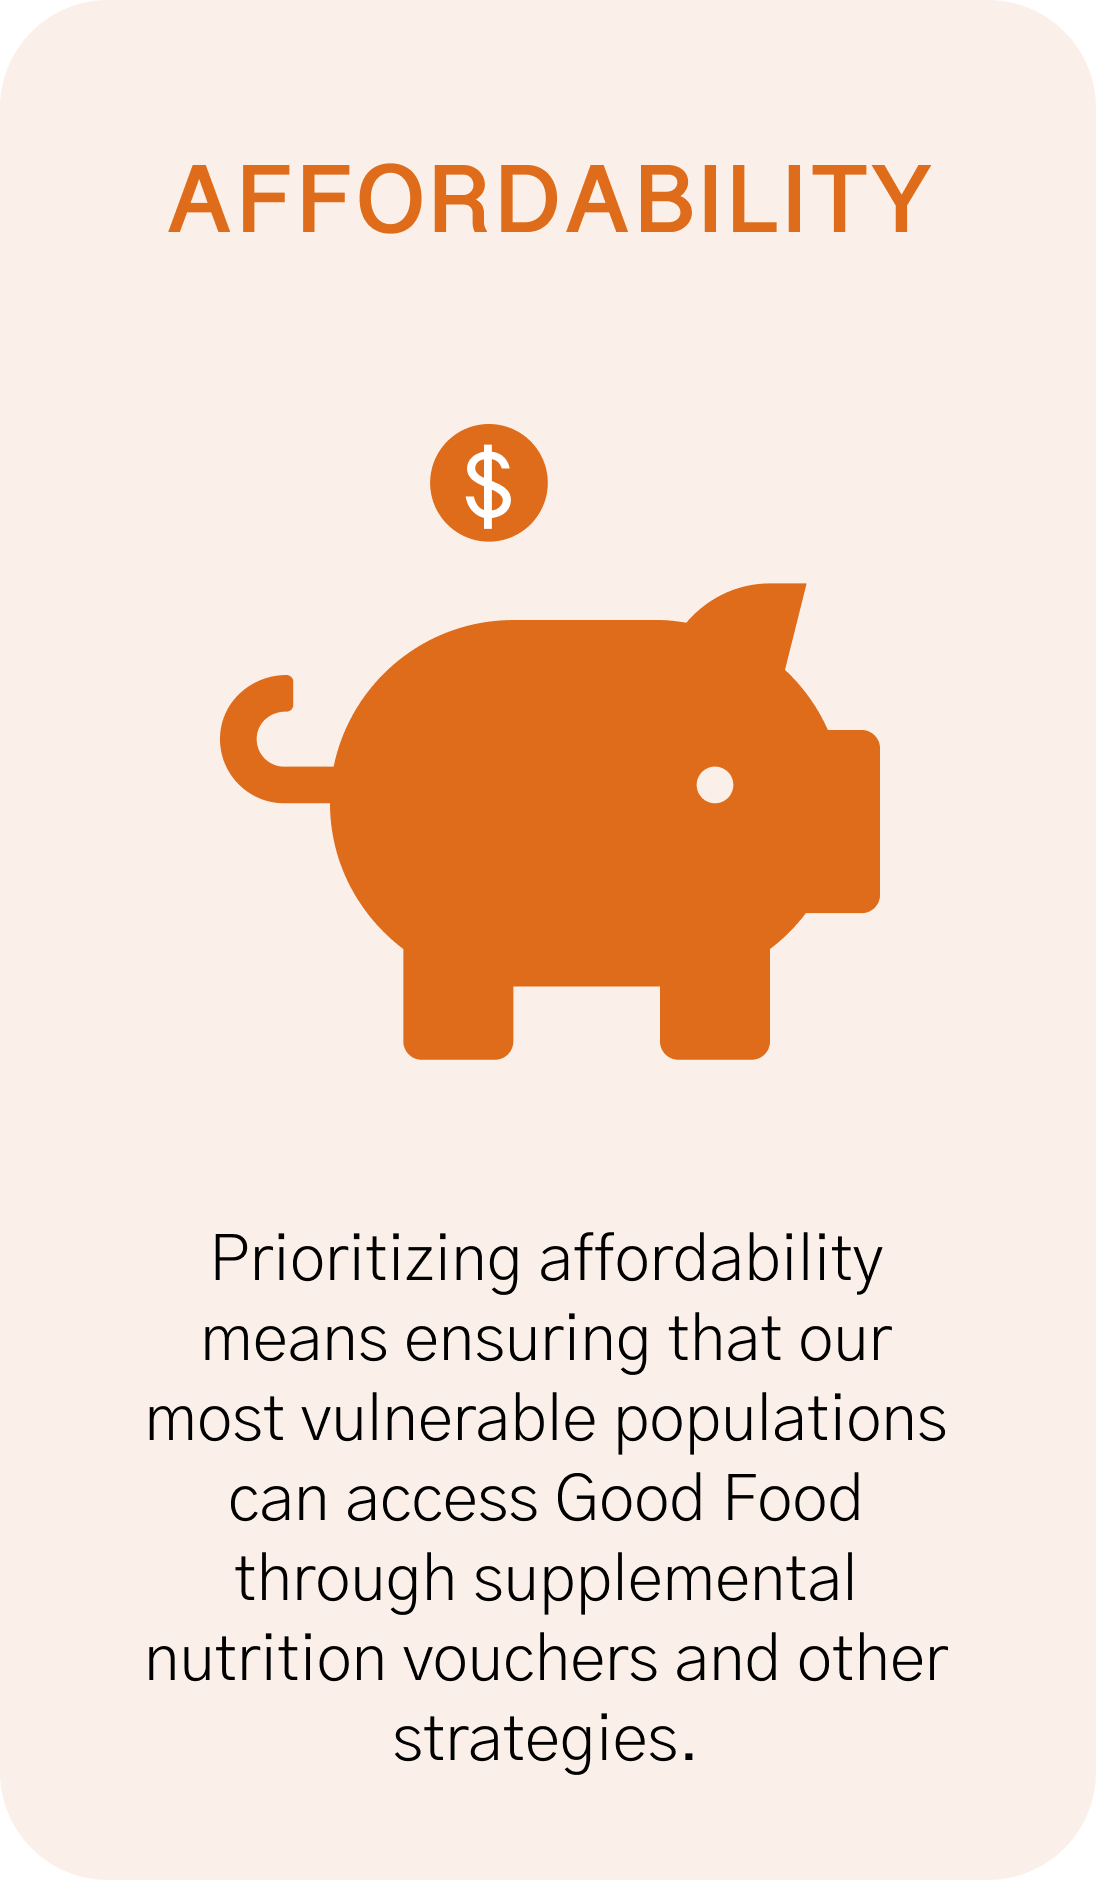 AFFORDABILITY
$
Prioritizing affordability
means ensuring that our
most vulnerable populations
can access Good Food
through supplemental
nutrition vouchers and other
strategies.